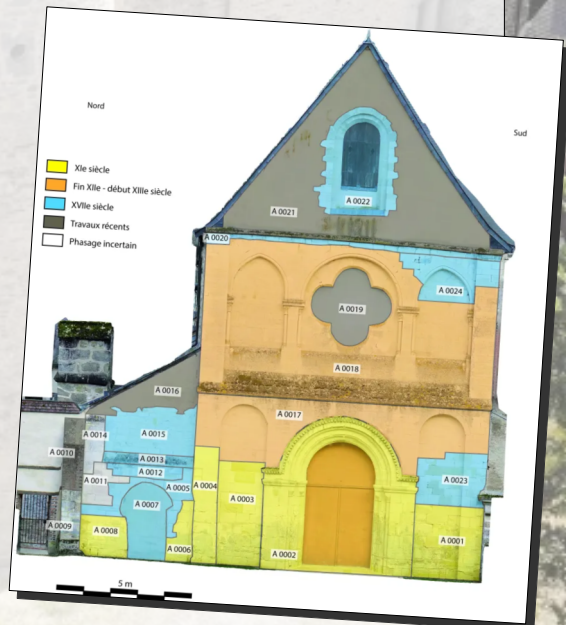 Nord
Sud
XIe siècle
Fin XIIe - début XIIIe siècle
XVIIe siècle
Travaux récents
Phasage incertain
A 0022
A 0021
A 0020
A 0024
A 0019
A 0018
A 0016
A 0017
A 0014
A 0015
A 0010
A 0013
A 0012
A 0011
A 0005
A 0004
A 0023
A 0003
A 0007
A 0009
A 0008
A 0001
A 0006
A 0002
5 m